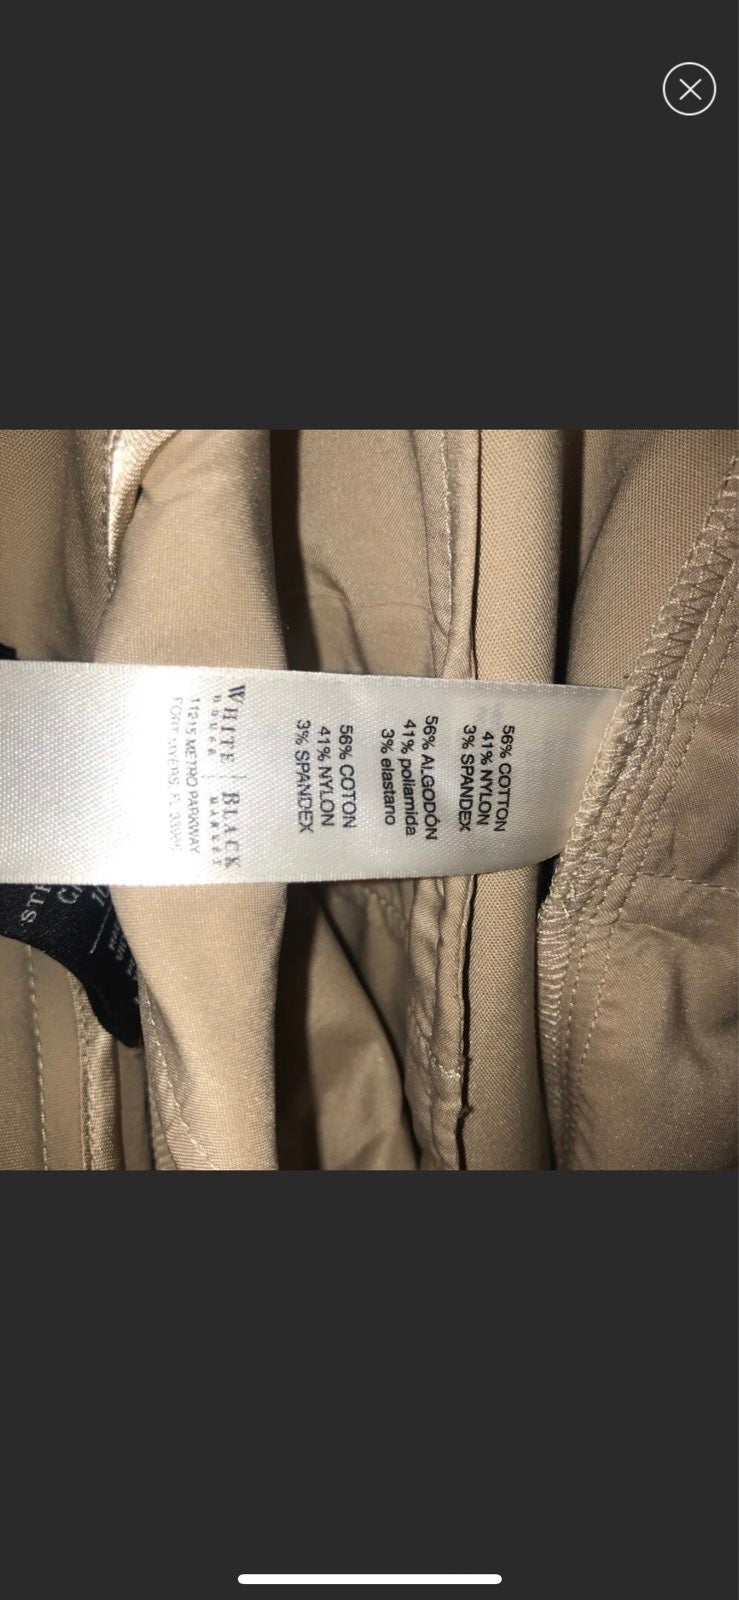 56% COTTON
41% NYLON
3% SPANDEX
56% ALGODÓN
41% poliamida
3% elastano
56% COTON
41% NYLON
3% SPANDEX
WHITE BLACK
HOUSE MARKET
11215 METRO PARKWAY
FORT MYERS, FL